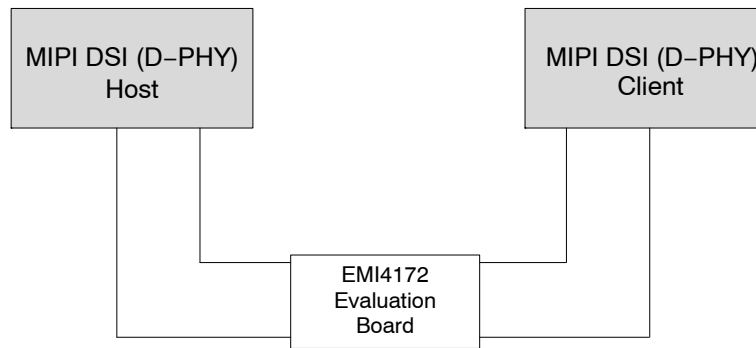 MIPI DSI (D−PHY)
Host
MIPI DSI (D−PHY)
Client
EMI4172
Evaluation
Board